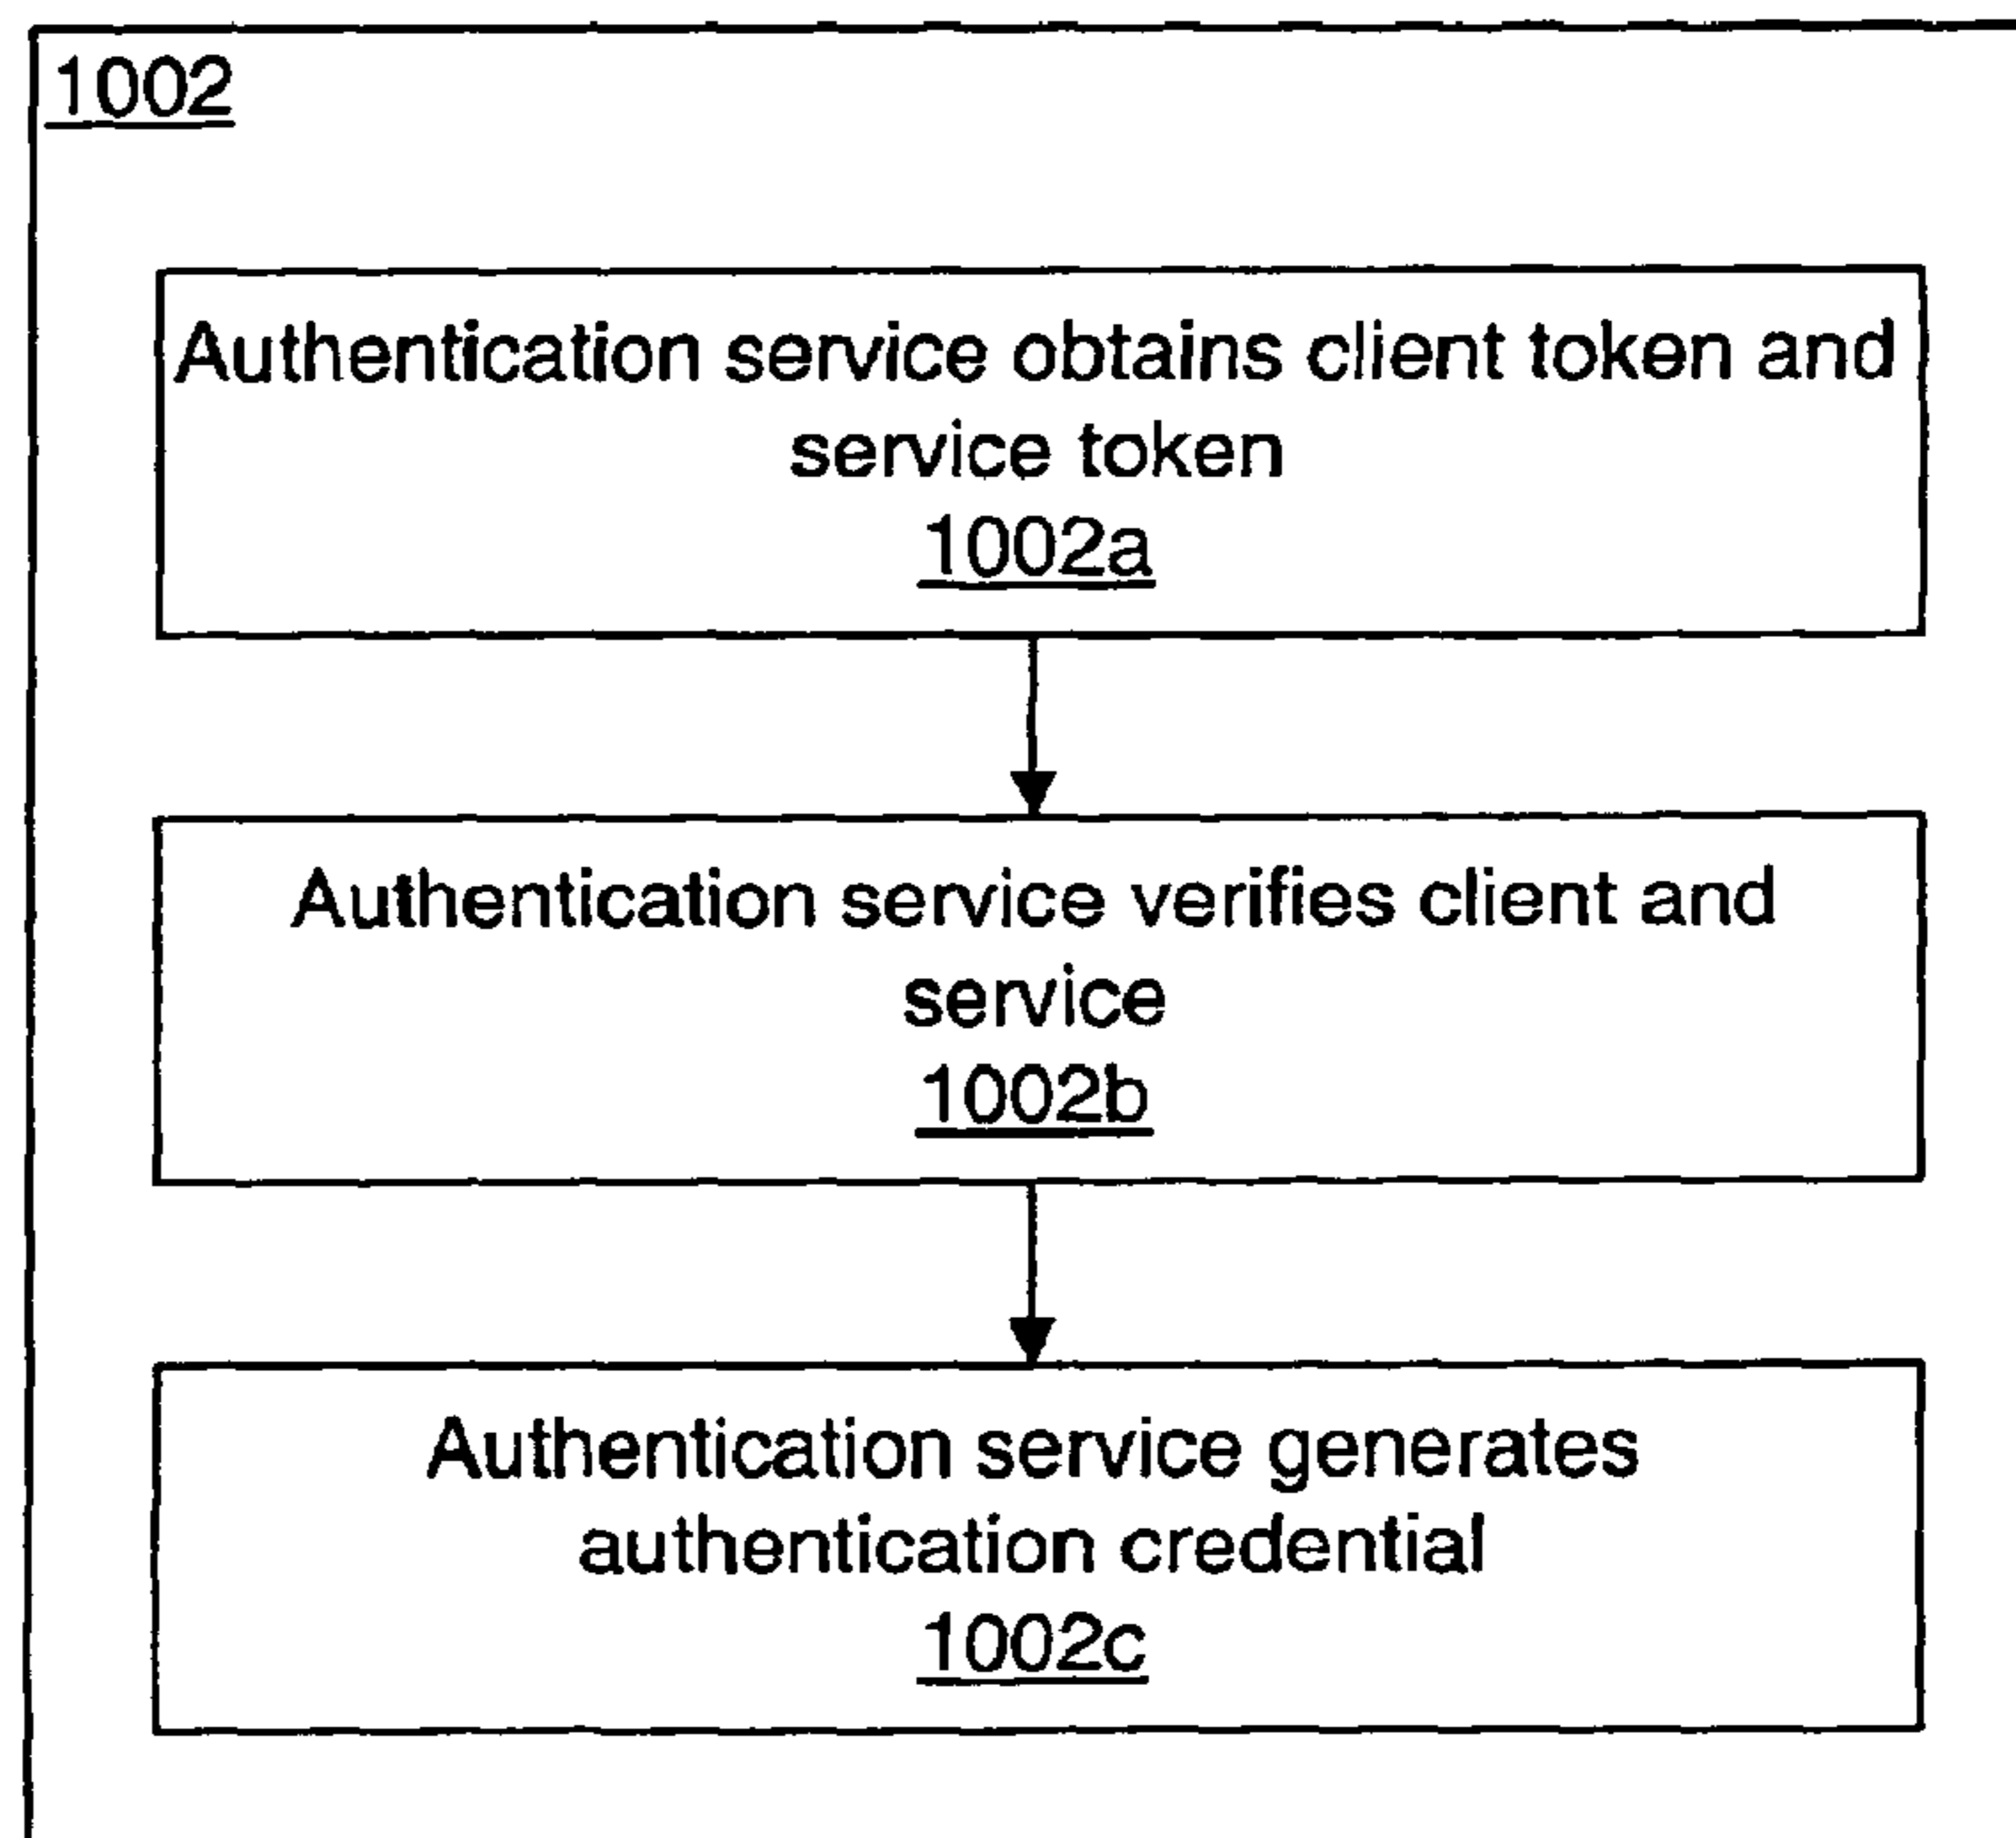 1002
Authentication service obtains client token and
service token
1002a
Authentication service verifies client and
service
1002b
Authentication service generates
authentication credential
1002c